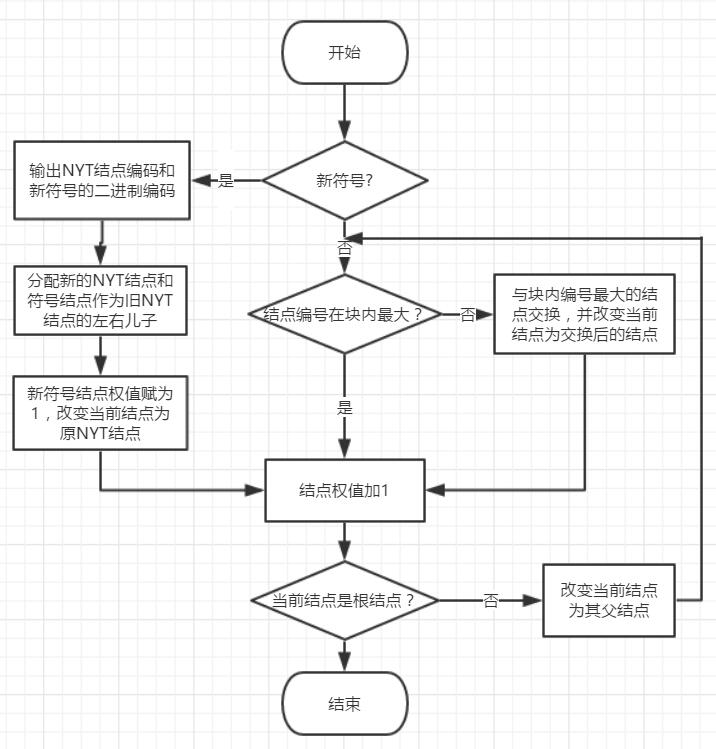 开始
新符号?
是
输出NYT结点编码和
新符号的二进制编码
否
分配新的NYT结点和
符号结点作为旧NYT
结点的左右儿子
结点编号在块内最大？
否
与块内编号最大的结
点交换，并改变当前
结点为交换后的结点
新符号结点权值赋为
1，改变当前结点为
原NYT结点
是
结点权值加1
当前结点是根结点？
否
改变当前结点
为其父结点
结束